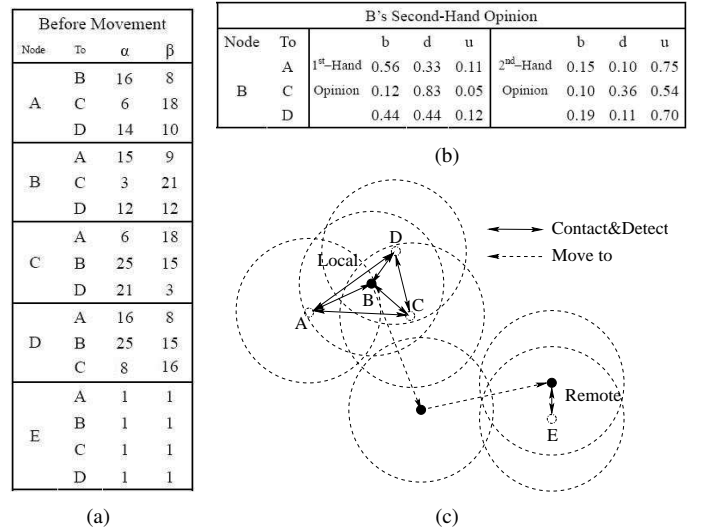 Before Movement
Node To α β
A
B 16 8
C 6 18
D 14 10
B
A 15 9
C 3 21
D 12 12
C
A 6 18
B 25 15
D 21 3
D
A 16 8
B 25 15
C 8 16
E
A 1 1
B 1 1
C 1 1
D 1 1
(a)
B's Second-Hand Opinion
Node To b d u b d u
A 1st–Hand 0.56 0.33 0.11 2nd–Hand 0.15 0.10 0.75
B C Opinion 0.12 0.83 0.05 Opinion 0.10 0.36 0.54
D 0.44 0.44 0.12 0.19 0.11 0.70
(b)
Contact&Detect
Move to
D
Local
B
C
A
Remote
E
(c)